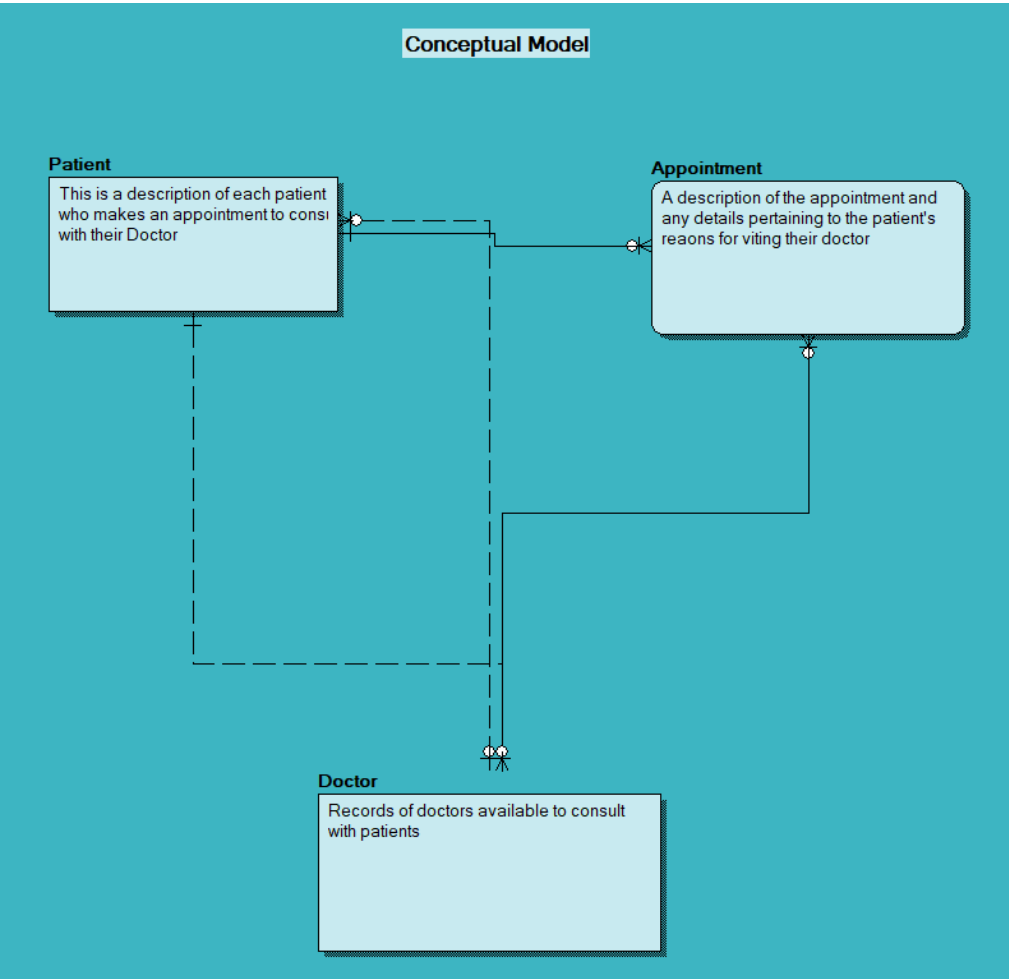 Conceptual Model
Patient
This is a description of each patient
who makes an appointment to consu
with their Doctor
Appointment
A description of the appointment and
any details pertaining to the patient's
reaons for viting their doctor
Doctor
Records of doctors available to consult
with patients